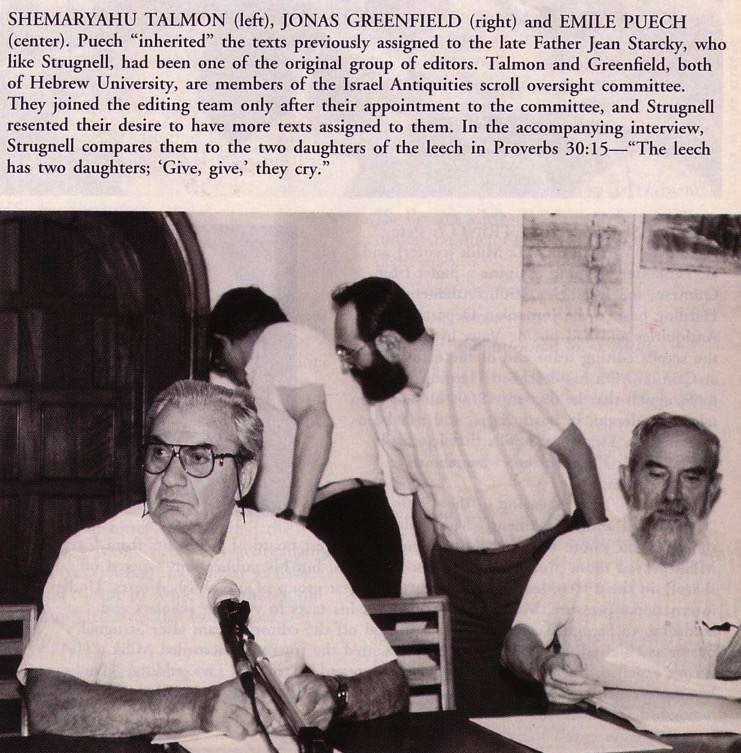 SHEMARYAHU TALMON (left), JONAS GREENFIELD (right) and EMILE PUECH
(center). Puech “inherited” the texts previously assigned to the late Father Jean Starcky, who
like Strugnell, had been one of the original group of editors. Talmon and Greenfield, both
of Hebrew University, are members of the Israel Antiquities scroll oversight committee.
They joined the editing team only after their appointment to the committee, and Strugnell
resented their desire to have more texts assigned to them. In the accompanying interview,
Strugnell compares them to the two daughters of the leech in Proverbs 30:15—“The leech
has two daughters; ‘Give, give,’ they cry.”